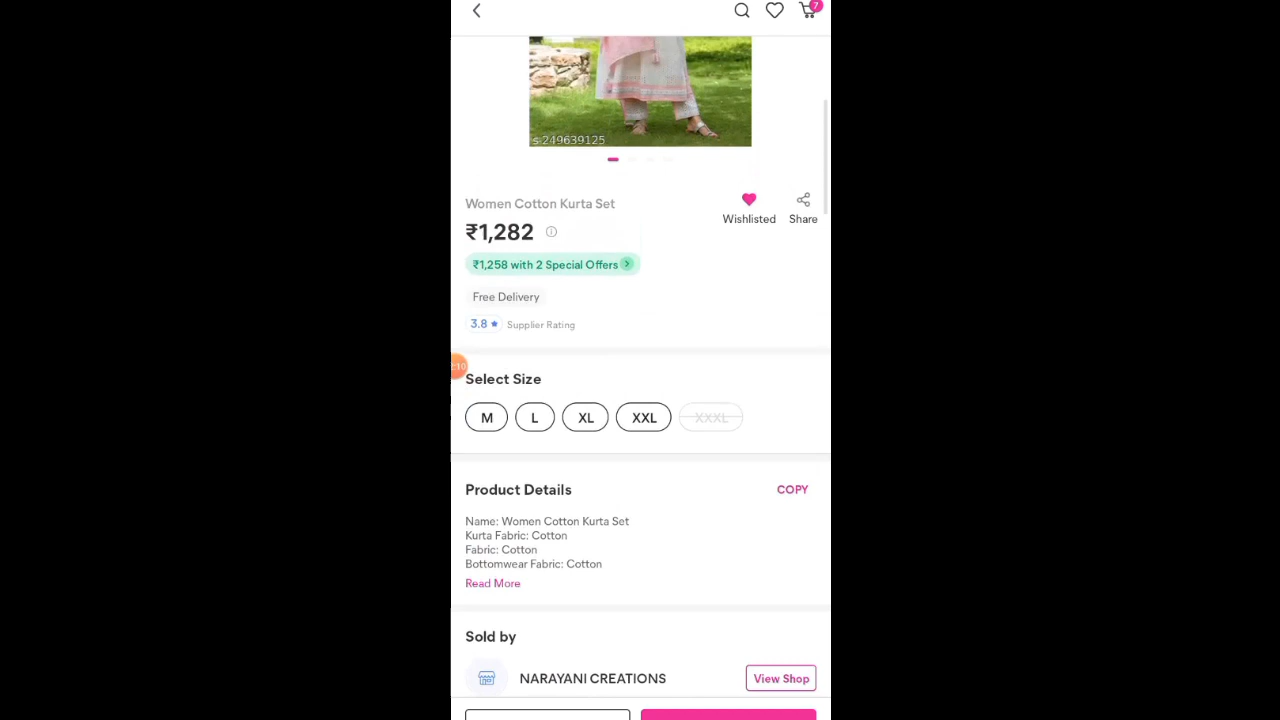 7
s-249639125
Women Cotton Kurta Set
Wishlisted
Share
₹1,282
₹1,258 with 2 Special Offers
Free Delivery
3.8 ★ Supplier Rating
:10
Select Size
M L XL XXL XXXL
Product Details
COPY
Name: Women Cotton Kurta Set
Kurta Fabric: Cotton
Fabric: Cotton
Bottomwear Fabric: Cotton
Read More
Sold by
NARAYANI CREATIONS
View Shop